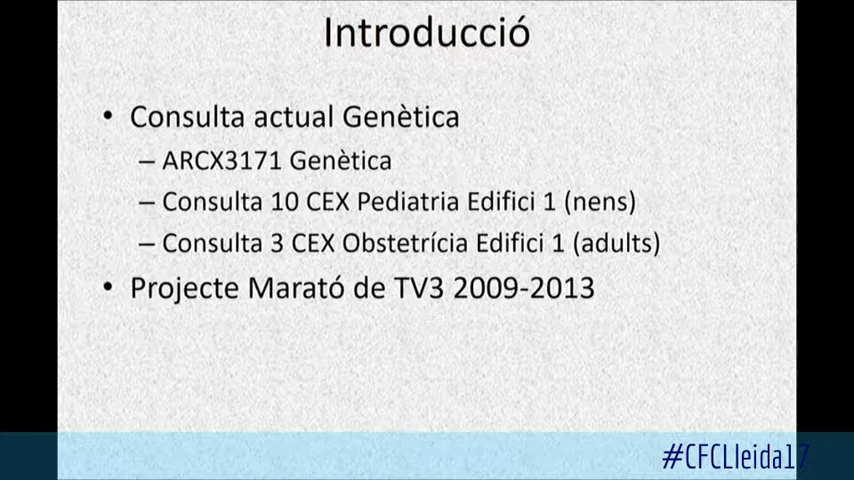 Introducció
• Consulta actual Genètica
– ARCX3171 Genètica
– Consulta 10 CEX Pediatria Edifici 1 (nens)
– Consulta 3 CEX Obstetrícia Edifici 1 (adults)
• Projecte Marató de TV3 2009-2013
#CFCLleida17